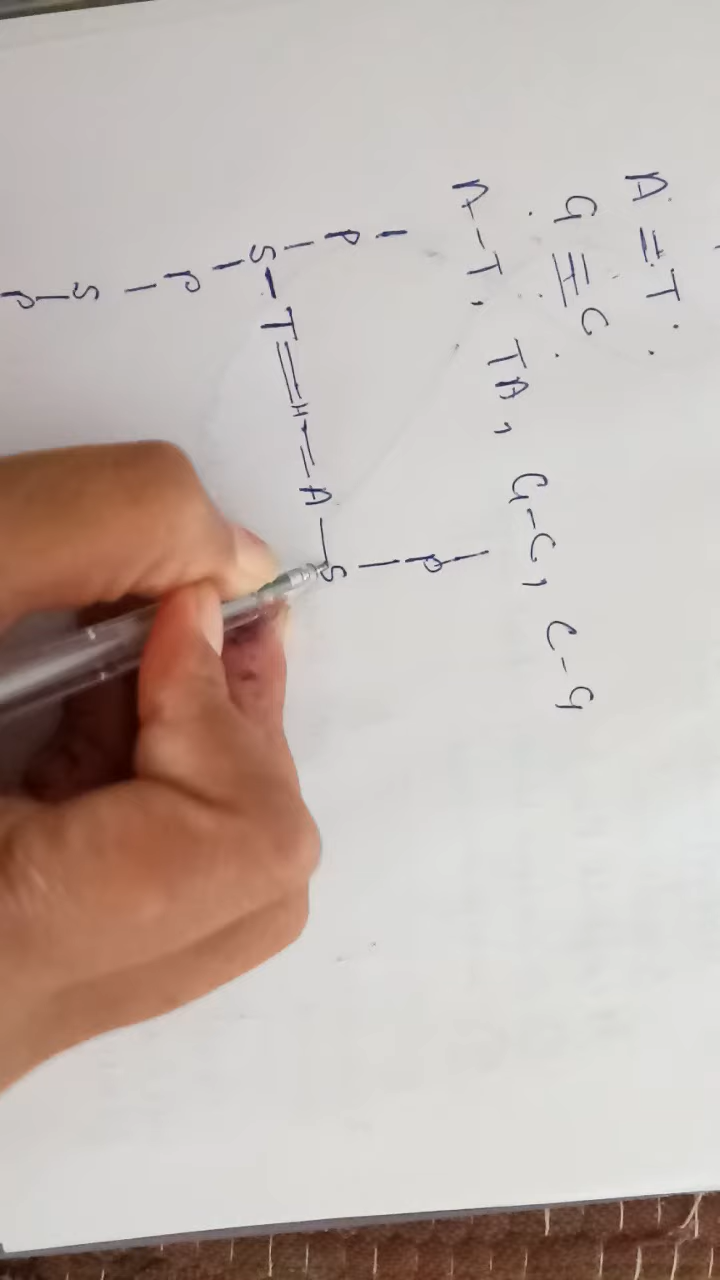 A = T
G ≡ C
A-T, TA, G-C, C-G
| |
P P
| |
S-T=H=A-S
|
P
|
S
|
P